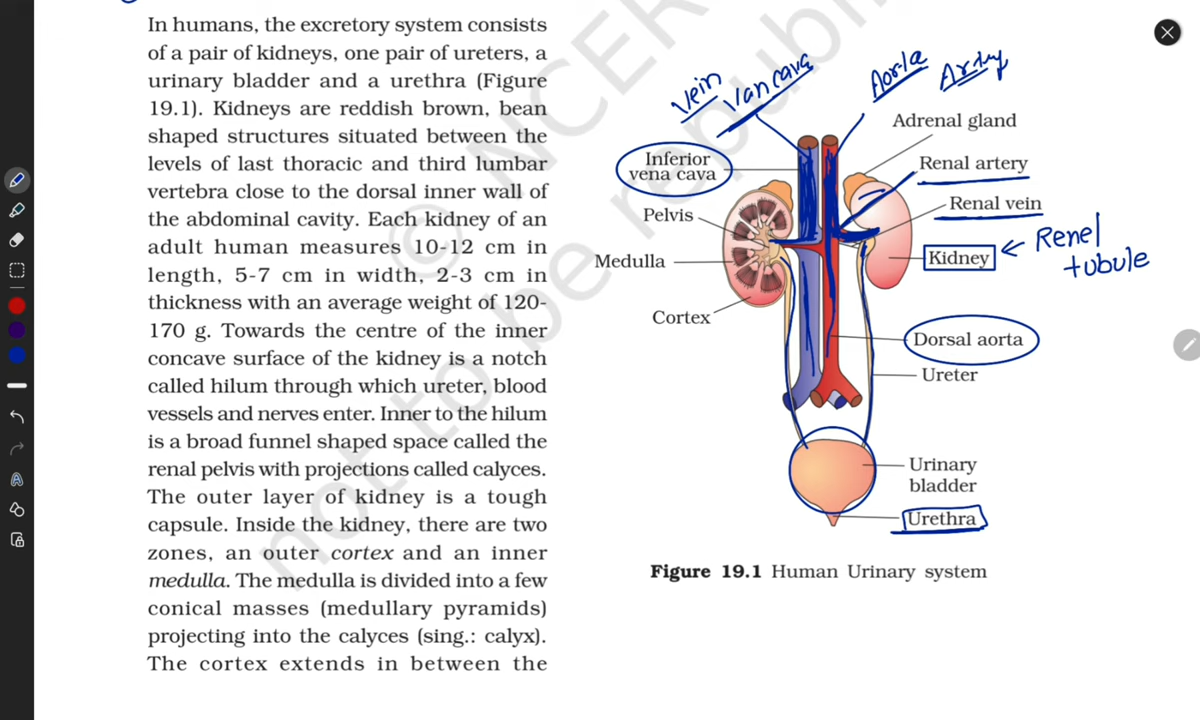 In humans, the excretory system consists
of a pair of kidneys, one pair of ureters, a
urinary bladder and a urethra (Figure
19.1). Kidneys are reddish brown, bean
shaped structures situated between the
levels of last thoracic and third lumbar
vertebra close to the dorsal inner wall of
the abdominal cavity. Each kidney of an
adult human measures 10-12 cm in
length, 5-7 cm in width, 2-3 cm in
thickness with an average weight of 120-
170 g. Towards the centre of the inner
concave surface of the kidney is a notch
called hilum through which ureter, blood
vessels and nerves enter. Inner to the hilum
is a broad funnel shaped space called the
renal pelvis with projections called calyces.
The outer layer of kidney is a tough
capsule. Inside the kidney, there are two
zones, an outer cortex and an inner
medulla. The medulla is divided into a few
conical masses (medullary pyramids)
projecting into the calyces (sing.: calyx).
The cortex extends in between the
Vein
Van cava
Aorta
Artry
Adrenal gland
Inferior
vena cava
Renal artery
Pelvis
Renal vein
Medulla
Kidney
← Renel
tubule
Cortex
Dorsal aorta
Ureter
Urinary
bladder
Urethra
Figure 19.1 Human Urinary system
© NCER
not to be republi